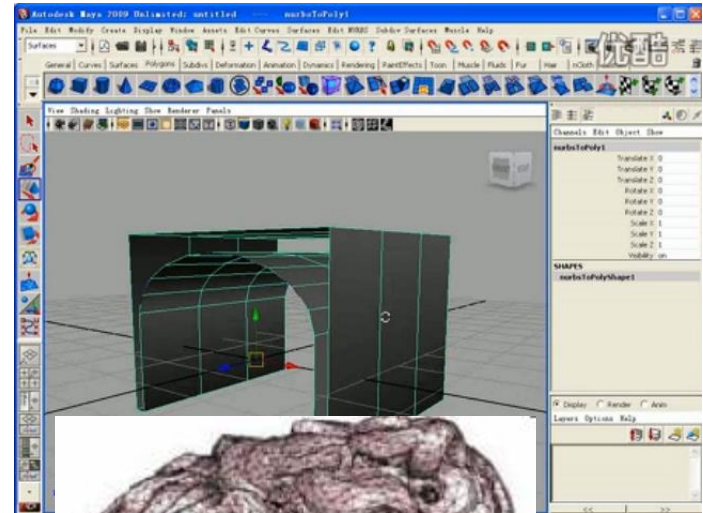 Autodesk Maya 2009 Unlimited: untitled --- nurbsToPoly1
File Edit Modify Create Display Window Assets Edit Curves Surfaces Edit NURBS Subdiv Surfaces Muscle Help
Surfaces
优酷
General Curves Surfaces Polygons Subdivs Deformation Animation Dynamics Rendering PaintEffects Toon Muscle Fluids Fur Hair nCloth
View Shading Lighting Show Renderer Panels
Channels Edit Object Show
nurbsToPoly1
Translate X 0
Translate Y 0
Translate Z 0
Rotate X 0
Rotate Y 0
Rotate Z 0
Scale X 1
Scale Y 1
Scale Z 1
Visibility on
SHAPES
nurbsToPolyShape1
Display Render Anim
Layers Options Help
<< >>